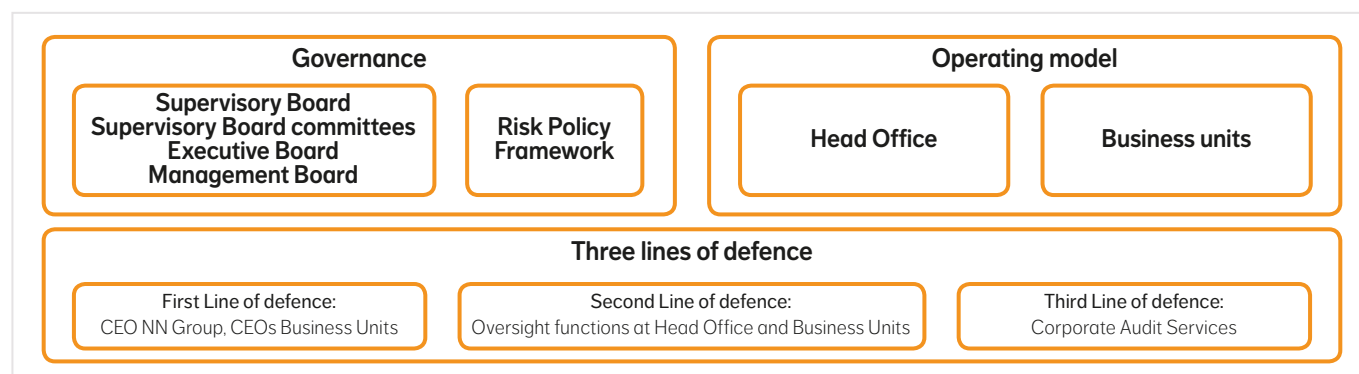 Governance
Supervisory Board
Supervisory Board committees
Executive Board
Management Board
Risk Policy
Framework
Operating model
Head Office
Business units
Three lines of defence
First Line of defence:
CEO NN Group, CEOs Business Units
Second Line of defence:
Oversight functions at Head Office and Business Units
Third Line of defence:
Corporate Audit Services